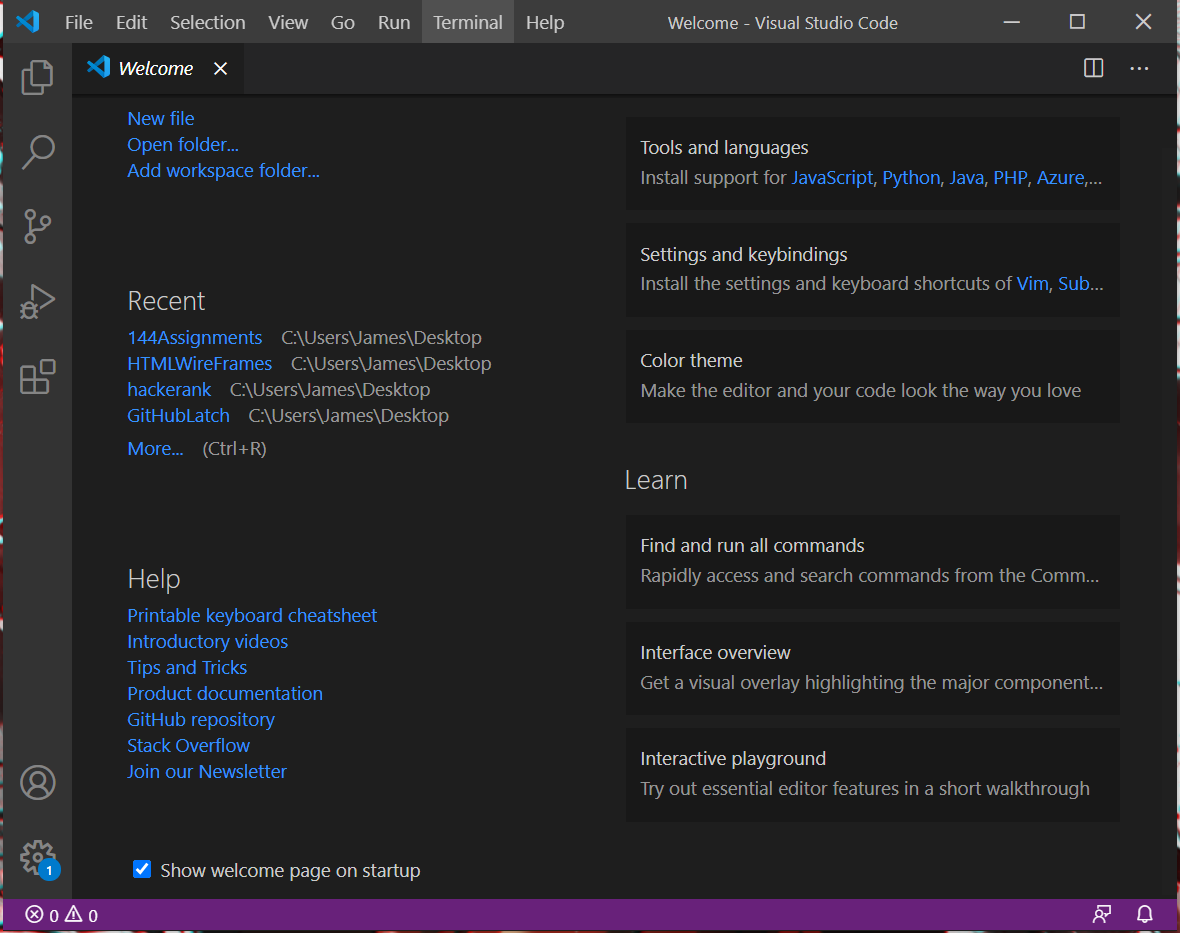 File Edit Selection View Go Run Terminal Help Welcome - Visual Studio Code
Welcome
New file
Open folder...
Add workspace folder...
Recent
144Assignments C:\Users\James\Desktop
HTMLWireFrames C:\Users\James\Desktop
hackerank C:\Users\James\Desktop
GitHubLatch C:\Users\James\Desktop
More... (Ctrl+R)
Help
Printable keyboard cheatsheet
Introductory videos
Tips and Tricks
Product documentation
GitHub repository
Stack Overflow
Join our Newsletter
Show welcome page on startup
Tools and languages
Install support for JavaScript, Python, Java, PHP, Azure,...
Settings and keybindings
Install the settings and keyboard shortcuts of Vim, Sub...
Color theme
Make the editor and your code look the way you love
Learn
Find and run all commands
Rapidly access and search commands from the Comm...
Interface overview
Get a visual overlay highlighting the major component...
Interactive playground
Try out essential editor features in a short walkthrough
1
0 0